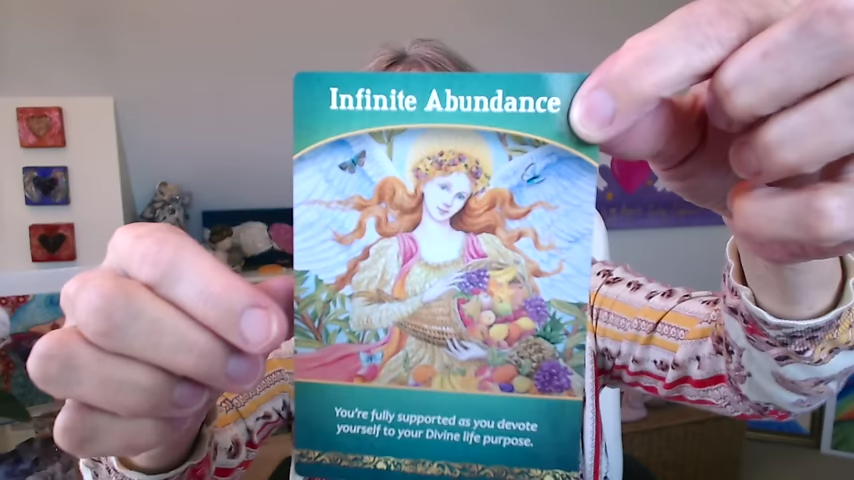 Infinite Abundance
You're fully supported as you devote
yourself to your Divine life purpose.